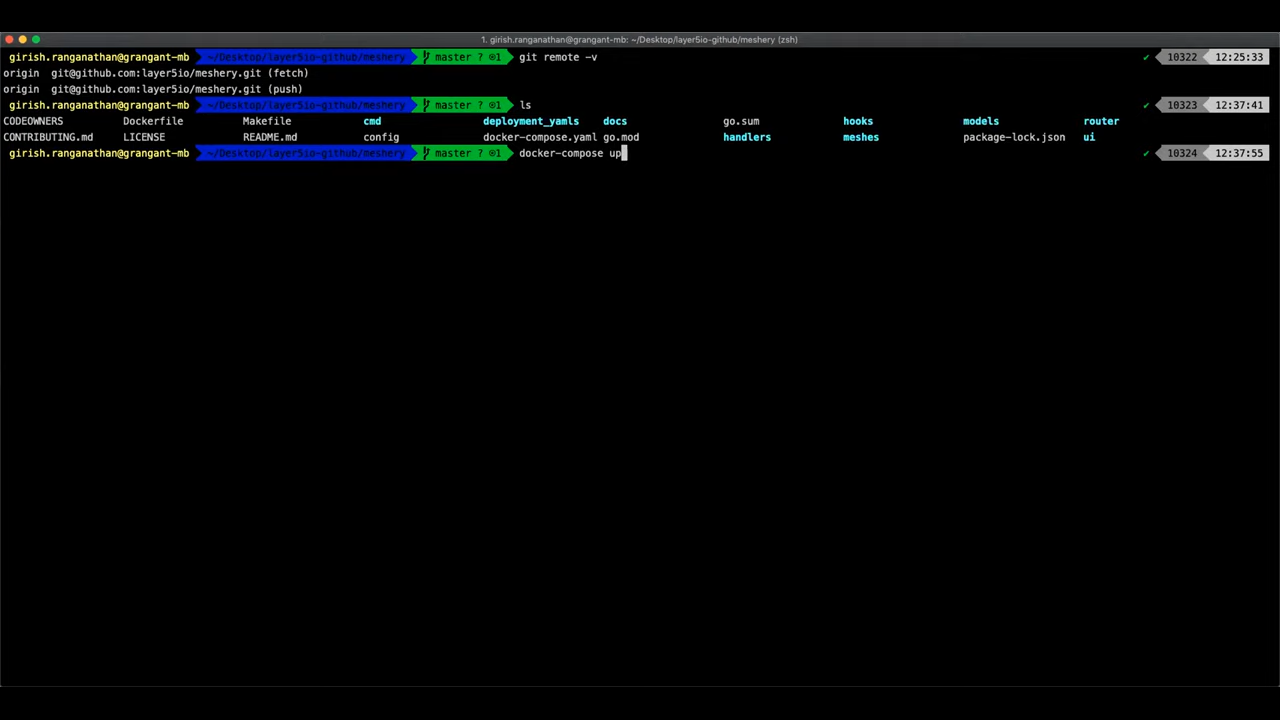 1. girish.ranganathan@grangant-mb: ~/Desktop/layer5io-github/meshery (zsh)
girish.ranganathan@grangant-mb ~/Desktop/layer5io-github/meshery master ? ⊙1 git remote -v ✔ 10322 12:25:33
origin git@github.com:layer5io/meshery.git (fetch)
origin git@github.com:layer5io/meshery.git (push)
girish.ranganathan@grangant-mb ~/Desktop/layer5io-github/meshery master ? ⊙1 ls ✔ 10323 12:37:41
CODEOWNERS Dockerfile Makefile cmd deployment_yamls docs go.sum hooks models router
CONTRIBUTING.md LICENSE README.md config docker-compose.yaml go.mod handlers meshes package-lock.json ui
girish.ranganathan@grangant-mb ~/Desktop/layer5io-github/meshery master ? ⊙1 docker-compose up ✔ 10324 12:37:55